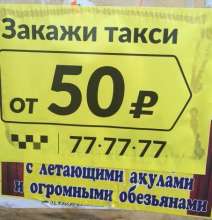 Закажи такси
от 50 ₽
77-77-77
с летающими акулами
и огромными обезьянами